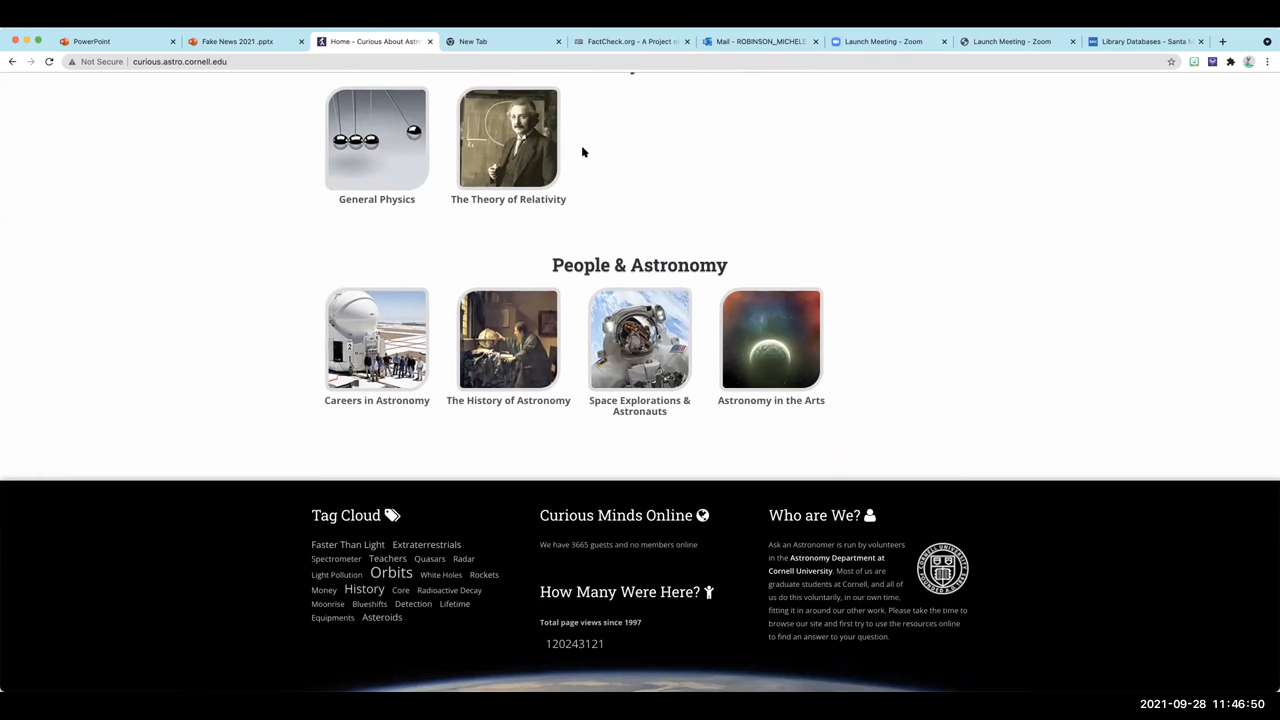 PowerPoint
Fake News 2021 .pptx
Home - Curious About Astr
New Tab
FactCheck.org - A Project o
Mail - ROBINSON_MICHELE
Launch Meeting - Zoom
Launch Meeting - Zoom
Library Databases - Santa
Not Secure
curious.astro.cornell.edu
General Physics
The Theory of Relativity
People & Astronomy
Careers in Astronomy
The History of Astronomy
Space Explorations &
Astronauts
Astronomy in the Arts
Tag Cloud
Faster Than Light Extraterrestrials
Spectrometer Teachers Quasars Radar
Light Pollution Orbits White Holes Rockets
Money History Core Radioactive Decay
Moonrise Blueshifts Detection Lifetime
Equipments Asteroids
Curious Minds Online
We have 3665 guests and no members online
How Many Were Here?
Total page views since 1997
120243121
Who are We?
Ask an Astronomer is run by volunteers
in the Astronomy Department at
Cornell University. Most of us are
graduate students at Cornell, and all of
us do this voluntarily, in our own time,
fitting it in around our other work. Please take the time to
browse our site and first try to use the resources online
to find an answer to your question.
2021-09-28 11:46:50